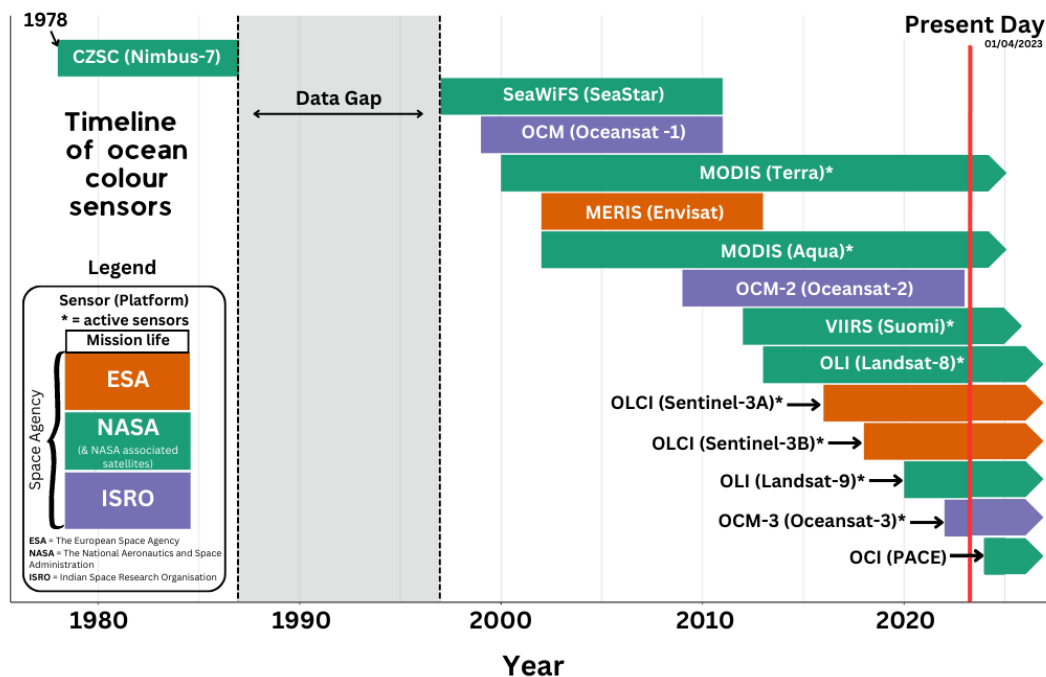 1978
Present Day
01/04/2023
CZSC (Nimbus-7)
Data Gap
SeaWiFS (SeaStar)
OCM (Oceansat -1)
MODIS (Terra)*
MERIS (Envisat)
MODIS (Aqua)*
OCM-2 (Oceansat-2)
VIIRS (Suomi)*
OLI (Landsat-8)*
OLCI (Sentinel-3A)*
OLCI (Sentinel-3B)*
OLI (Landsat-9)*
OCM-3 (Oceansat-3)*
OCI (PACE)
Timeline
of ocean
colour
sensors
Legend
Sensor (Platform)
* = active sensors
Mission life
Space Agency
ESA
NASA
(& NASA associated
satellites)
ISRO
ESA = The European Space Agency
NASA = The National Aeronautics and Space
Administration
ISRO = Indian Space Research Organisation
1980
1990
2000
2010
2020
Year